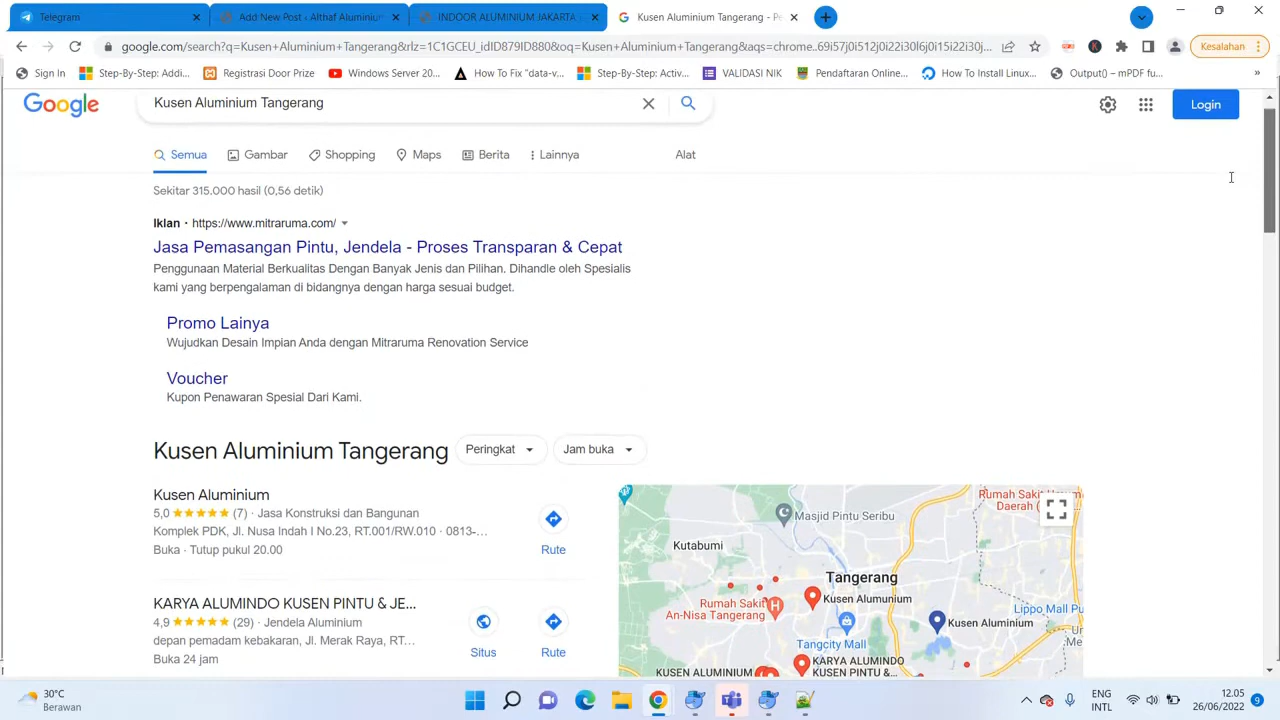 Telegram
Add New Post ‹ Althaf Aluminiu
INDOOR ALUMINIUM JAKARTA
Kusen Aluminium Tangerang - Pe
google.com/search?q=Kusen+Aluminium+Tangerang&rlz=1C1GCEU_idID879ID880&oq=Kusen+Aluminium+Tangerang&aqs=chrome..69i57j0i512j0i22i30l6j0i15i22i30j...
Kesalahan
Sign In
Step-By-Step: Addi...
Registrasi Door Prize...
Windows Server 20...
How To Fix "data-v...
Step-By-Step: Activ...
VALIDASI NIK
Pendaftaran Online...
How To Install Linux...
Output() – mPDF fu...
»
Google
Kusen Aluminium Tangerang
Login
Semua
Gambar
Shopping
Maps
Berita
Lainnya
Alat
Sekitar 315.000 hasil (0,56 detik)
Iklan · https://www.mitraruma.com/
Jasa Pemasangan Pintu, Jendela - Proses Transparan & Cepat
Penggunaan Material Berkualitas Dengan Banyak Jenis dan Pilihan. Dihandle oleh Spesialis
kami yang berpengalaman di bidangnya dengan harga sesuai budget.
Promo Lainya
Wujudkan Desain Impian Anda dengan Mitraruma Renovation Service
Voucher
Kupon Penawaran Spesial Dari Kami.
Kusen Aluminium Tangerang
Peringkat
Jam buka
Kusen Aluminium
5,0 ★★★★★ (7) · Jasa Konstruksi dan Bangunan
Komplek PDK, Jl. Nusa Indah I No.23, RT.001/RW.010 · 0813-...
Buka · Tutup pukul 20.00
Rute
KARYA ALUMINDO KUSEN PINTU & JE...
4,9 ★★★★★ (29) · Jendela Aluminium
depan pemadam kebakaran, Jl. Merak Raya, RT...
Buka 24 jam
Situs
Rute
Rumah Sakit Umum
Daerah (
Masjid Pintu Seribu
Kutabumi
Tangerang
Kusen Alumunium
Rumah Sakit
An-Nisa Tangerang
Lippo Mall Pu
Kusen Aluminium
Tangcity Mall
KARYA ALUMINDO
KUSEN PINTU &...
KUSEN ALUMINIUM
30°C
Berawan
ENG
INTL
12.05
26/06/2022
9